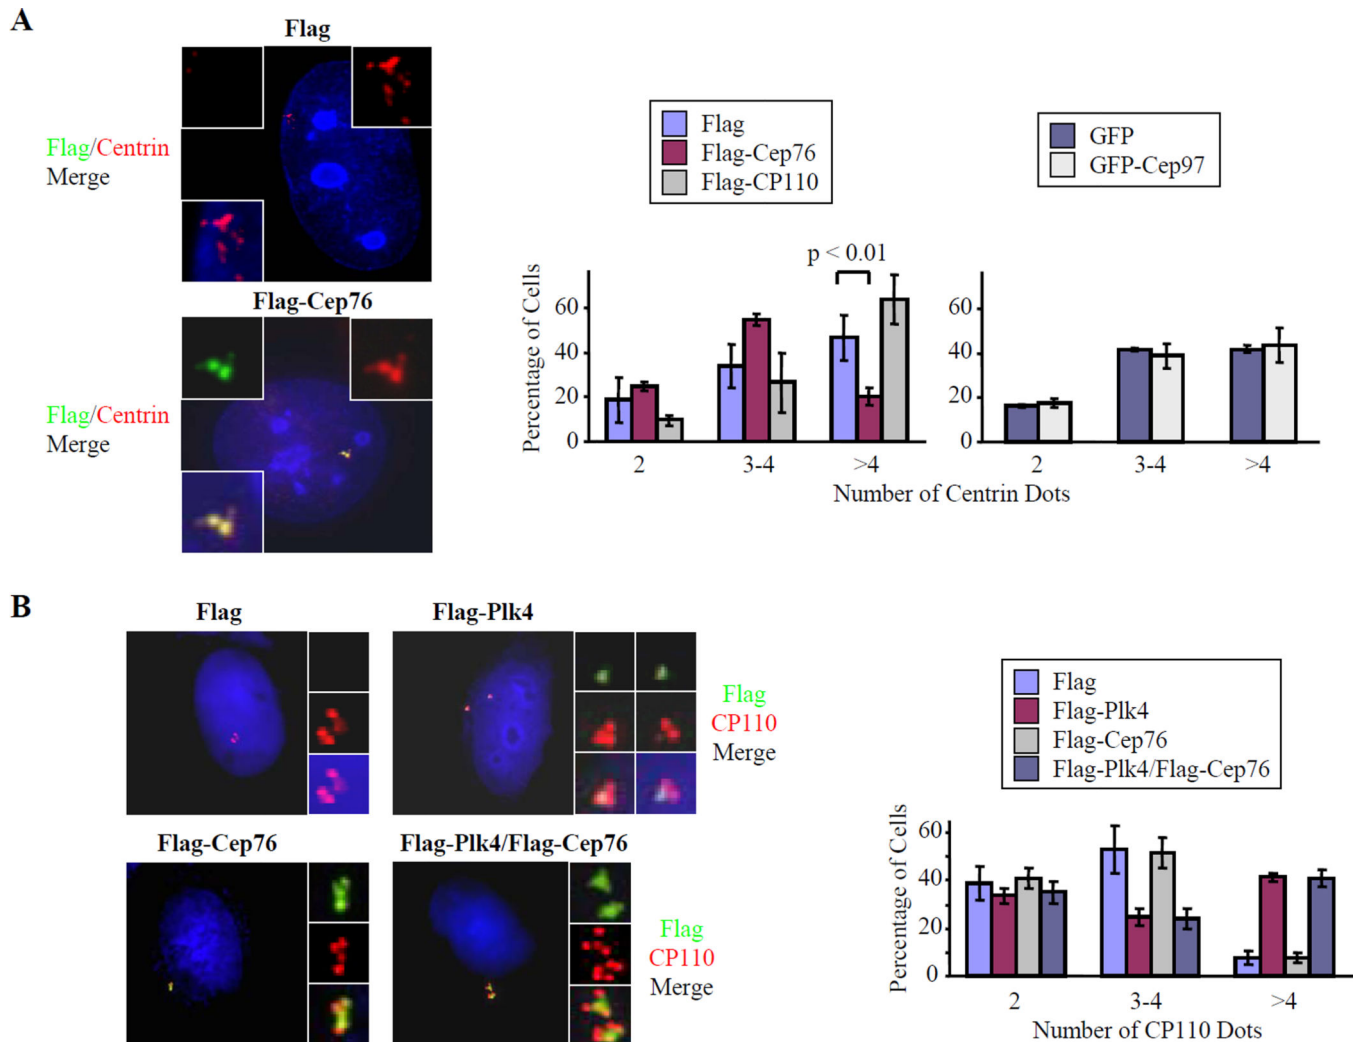 A
Flag
Flag/Centrin
Merge
Flag-Cep76
Flag/Centrin
Merge
Flag
Flag-Cep76
Flag-CP110
GFP
GFP-Cep97
p < 0.01
Percentage of Cells
60
40
20
0
2
3-4
>4
60
40
20
0
2
3-4
>4
Number of Centrin Dots
B
Flag
Flag-Plk4
Flag
CP110
Merge
Flag-Cep76
Flag-Plk4/Flag-Cep76
Flag
CP110
Merge
Flag
Flag-Plk4
Flag-Cep76
Flag-Plk4/Flag-Cep76
Percentage of Cells
60
40
20
0
2
3-4
>4
Number of CP110 Dots